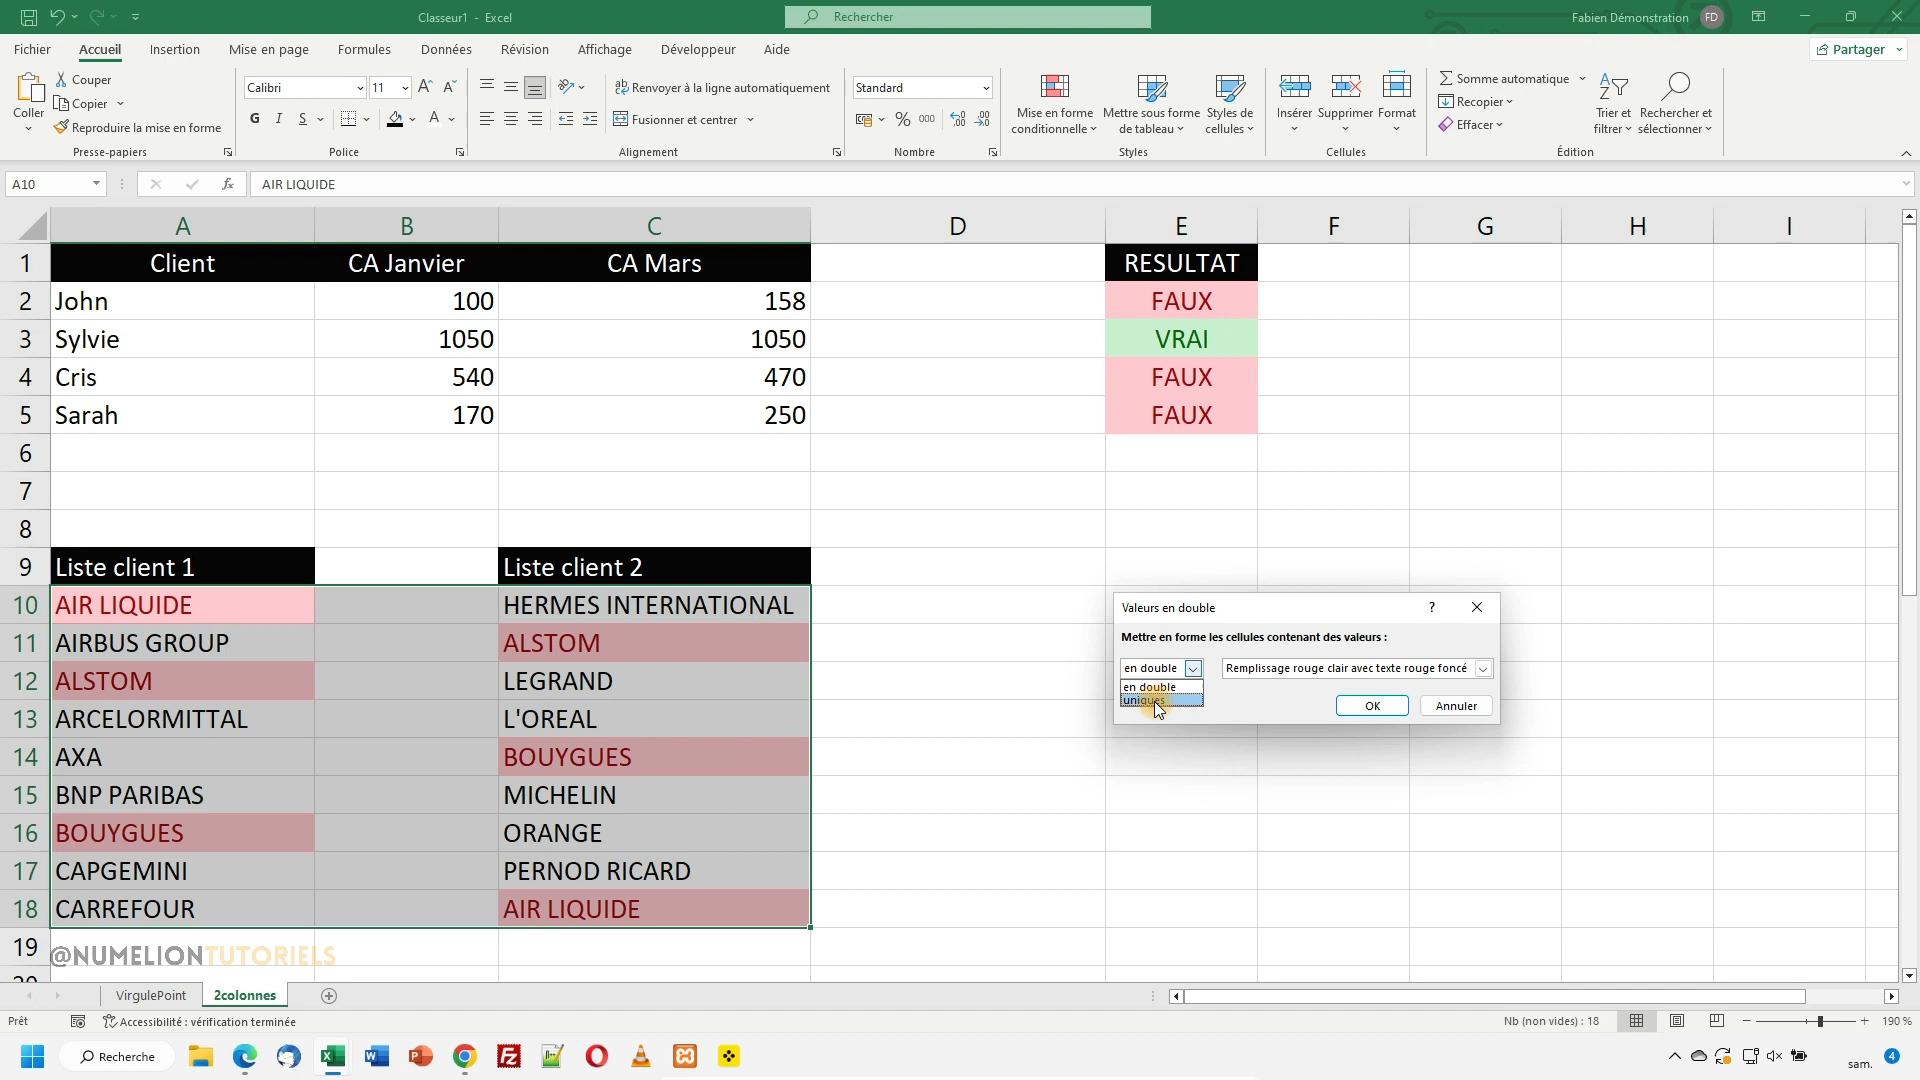 Classeur1 - Excel
Rechercher
Fabien Démonstration
FD
Fichier Accueil Insertion Mise en page Formules Données Révision Affichage Développeur Aide
Partager
Coller
Couper
Copier
Reproduire la mise en forme
Presse-papiers
Calibri 11
G I S
Police
Renvoyer à la ligne automatiquement
Fusionner et centrer
Alignement
Standard
% 000
Nombre
Mise en forme conditionnelle
Mettre sous forme de tableau
Styles de cellules
Styles
Insérer Supprimer Format
Cellules
Somme automatique
Recopier
Effacer
Trier et filtrer
Rechercher et sélectionner
Édition
A10 fx AIR LIQUIDE
A B C D E F G H I
1 Client CA Janvier CA Mars RESULTAT
2 John 100 158 FAUX
3 Sylvie 1050 1050 VRAI
4 Cris 540 470 FAUX
5 Sarah 170 250 FAUX
6
7
8
9 Liste client 1 Liste client 2
10 AIR LIQUIDE HERMES INTERNATIONAL
11 AIRBUS GROUP ALSTOM
12 ALSTOM LEGRAND
13 ARCELORMITTAL L'OREAL
14 AXA BOUYGUES
15 BNP PARIBAS MICHELIN
16 BOUYGUES ORANGE
17 CAPGEMINI PERNOD RICARD
18 CARREFOUR AIR LIQUIDE
19
Valeurs en double
?
Mettre en forme les cellules contenant des valeurs :
en double Remplissage rouge clair avec texte rouge foncé
en double
uniques
OK Annuler
@NUMELIONTUTORIELS
VirgulePoint 2colonnes
Prêt Accessibilité : vérification terminée Nb (non vides) : 18 190 %
Recherche
sam. 4